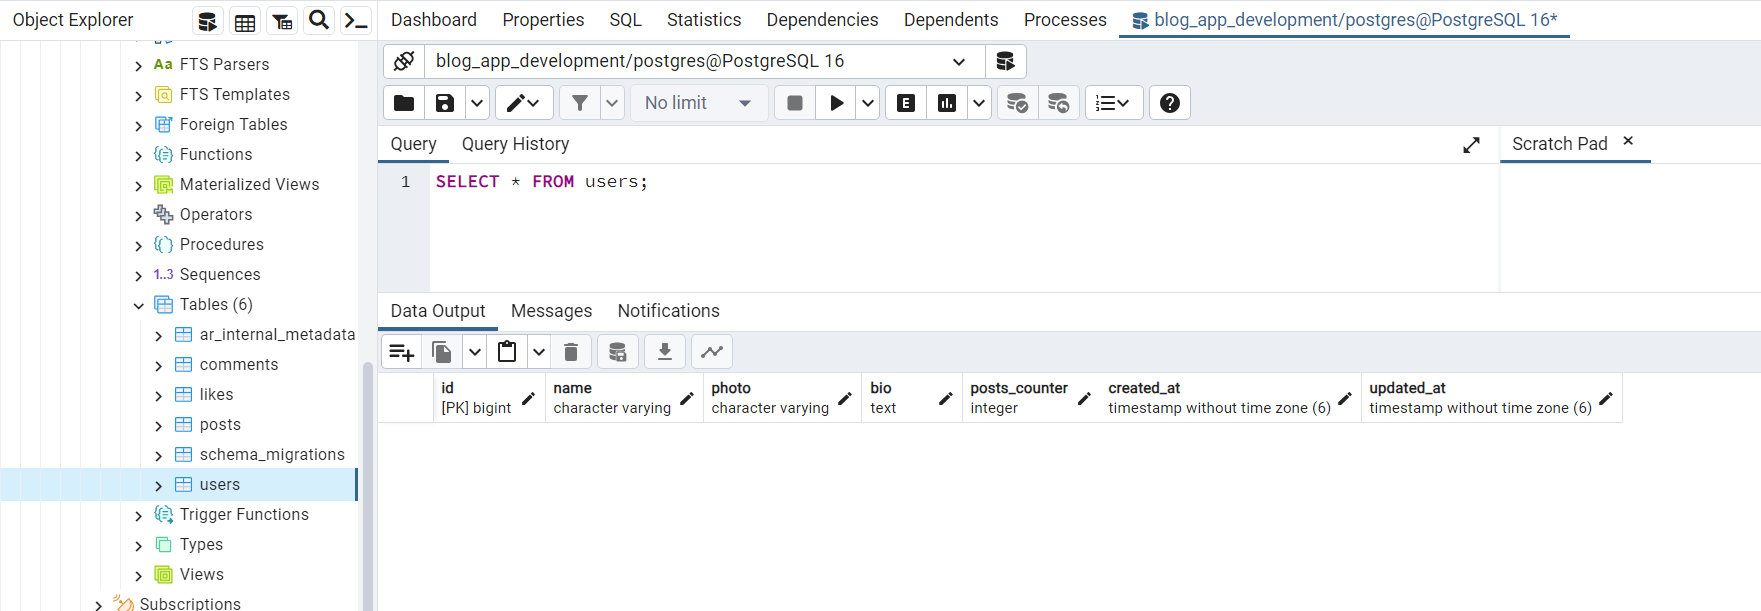 Object Explorer
Dashboard Properties SQL Statistics Dependencies Dependents Processes blog_app_development/postgres@PostgreSQL 16*
blog_app_development/postgres@PostgreSQL 16
No limit
E
Query Query History
Scratch Pad
1 SELECT * FROM users;
Aa FTS Parsers
FTS Templates
Foreign Tables
Functions
Materialized Views
Operators
Procedures
1..3 Sequences
Tables (6)
ar_internal_metadata
comments
likes
posts
schema_migrations
users
Trigger Functions
Types
Views
Subscriptions
Data Output Messages Notifications
id
[PK] bigint
name
character varying
photo
character varying
bio
text
posts_counter
integer
created_at
timestamp without time zone (6)
updated_at
timestamp without time zone (6)